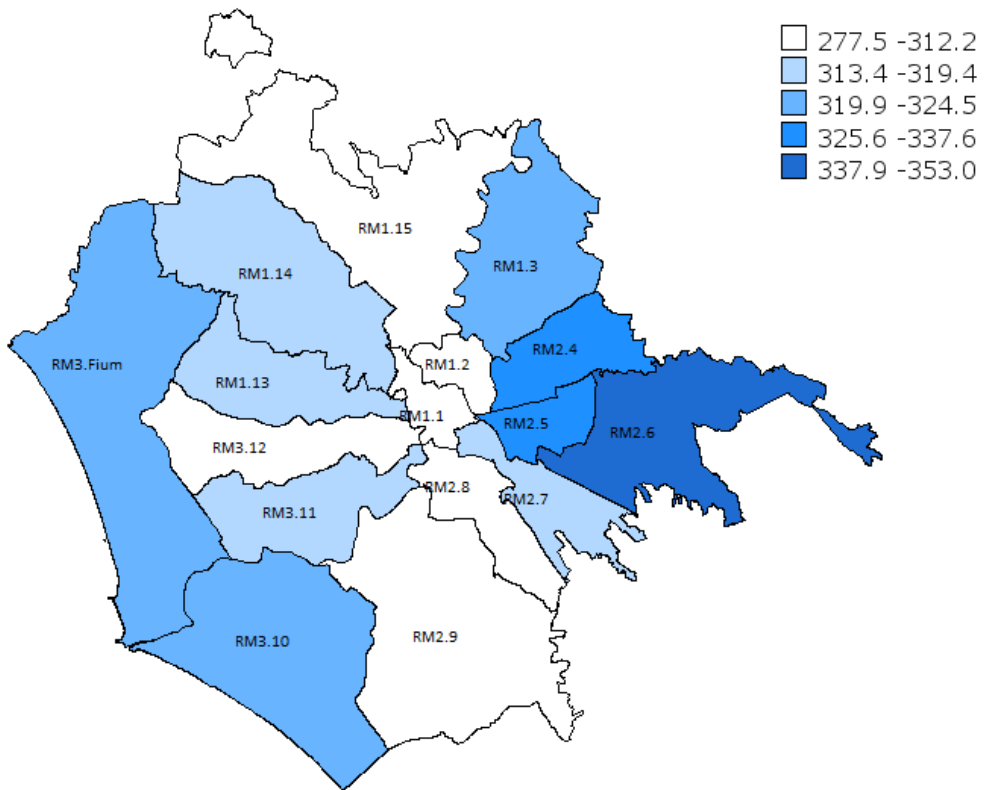 277.5 -312.2
313.4 -319.4
319.9 -324.5
325.6 -337.6
337.9 -353.0
RM1.15
RM1.14
RM1.3
RM3.Fium
RM2.4
RM1.2
RM1.13
RM1.1
RM2.5
RM2.6
RM3.12
RM2.8
RM2.7
RM3.11
RM3.10
RM2.9